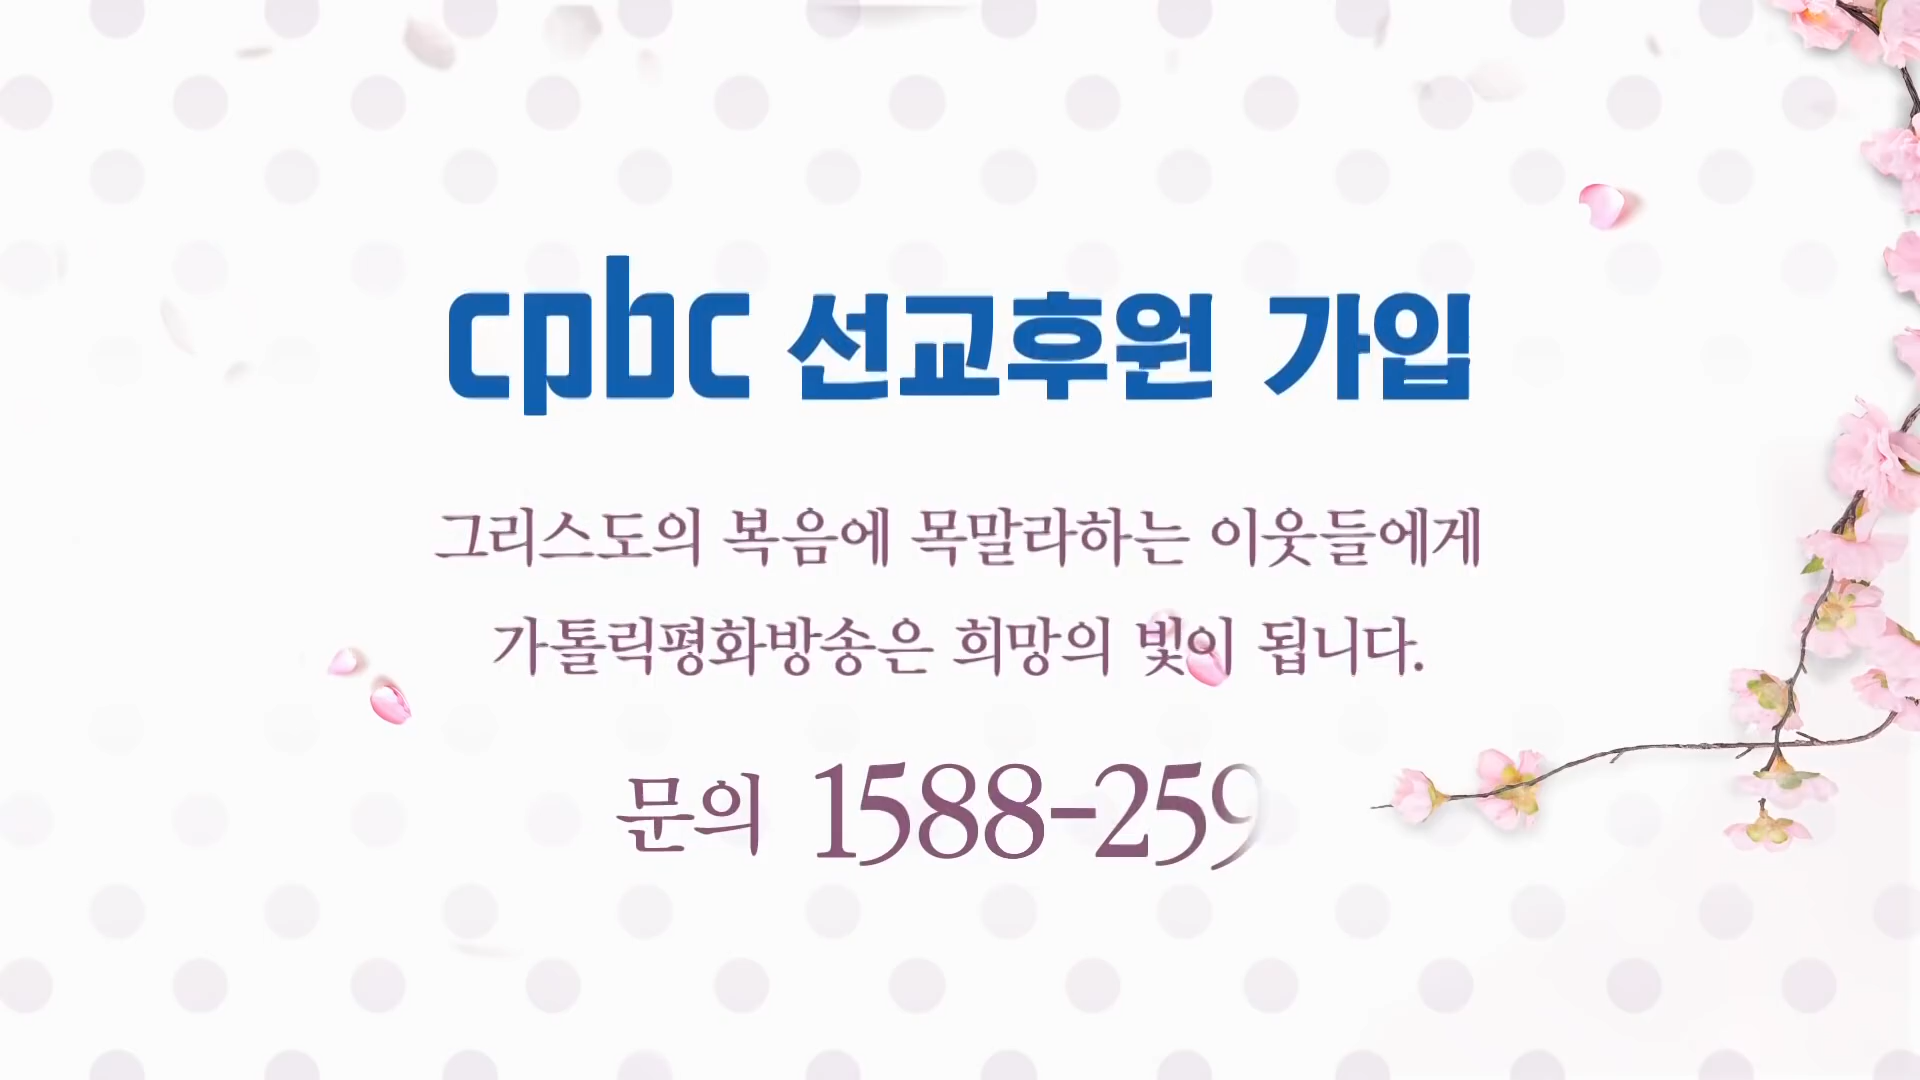 cpbc 선교후원 가입
그리스도의 복음에 목말라하는 이웃들에게
가톨릭평화방송은 희망의 빛이 됩니다.
문의 1588-259